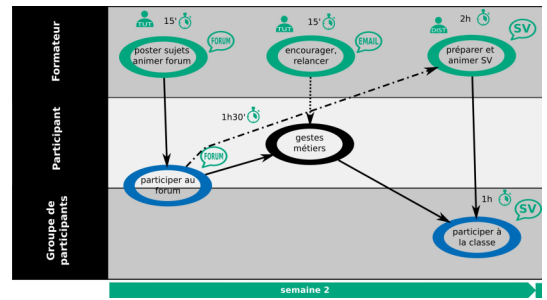 Formateur
TUT
15'
poster sujets
animer forum
FORUM
TUT
15'
encourager,
relancer
EMAIL
DIST
2h
préparer et
animer SV
SV
Participant
1h30'
gestes
métiers
participer au
forum
FORUM
Groupe de
participants
1h
SV
participer à
la classe
semaine 2